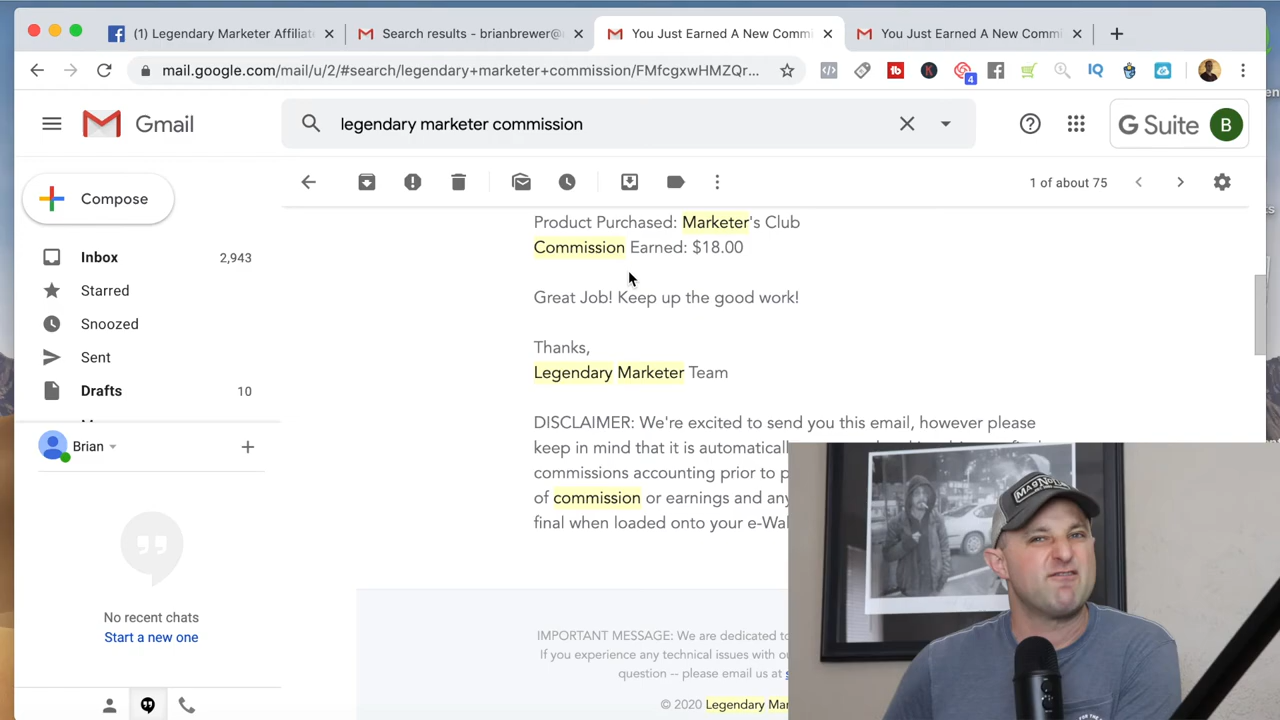 (1) Legendary Marketer Affiliate
Search results - brianbrewer@
You Just Earned A New Commi
You Just Earned A New Commi
mail.google.com/mail/u/2/#search/legendary+marketer+commission/FMfcgxwHMZQr...
4
Gmail
legendary marketer commission
G Suite B
Compose
1 of about 75
Inbox 2,943
Starred
Snoozed
Sent
Drafts 10
Brian
No recent chats
Start a new one
Product Purchased: Marketer's Club
Commission Earned: $18.00
Great Job! Keep up the good work!
Thanks,
Legendary Marketer Team
DISCLAIMER: We're excited to send you this email, however please
keep in mind that it is automatically
commissions accounting prior to
of commission or earnings and any
final when loaded onto your e-Wal
IMPORTANT MESSAGE: We are dedicated to
If you experience any technical issues with
question -- please email us at
© 2020 Legendary Mar
MAGNOLIA